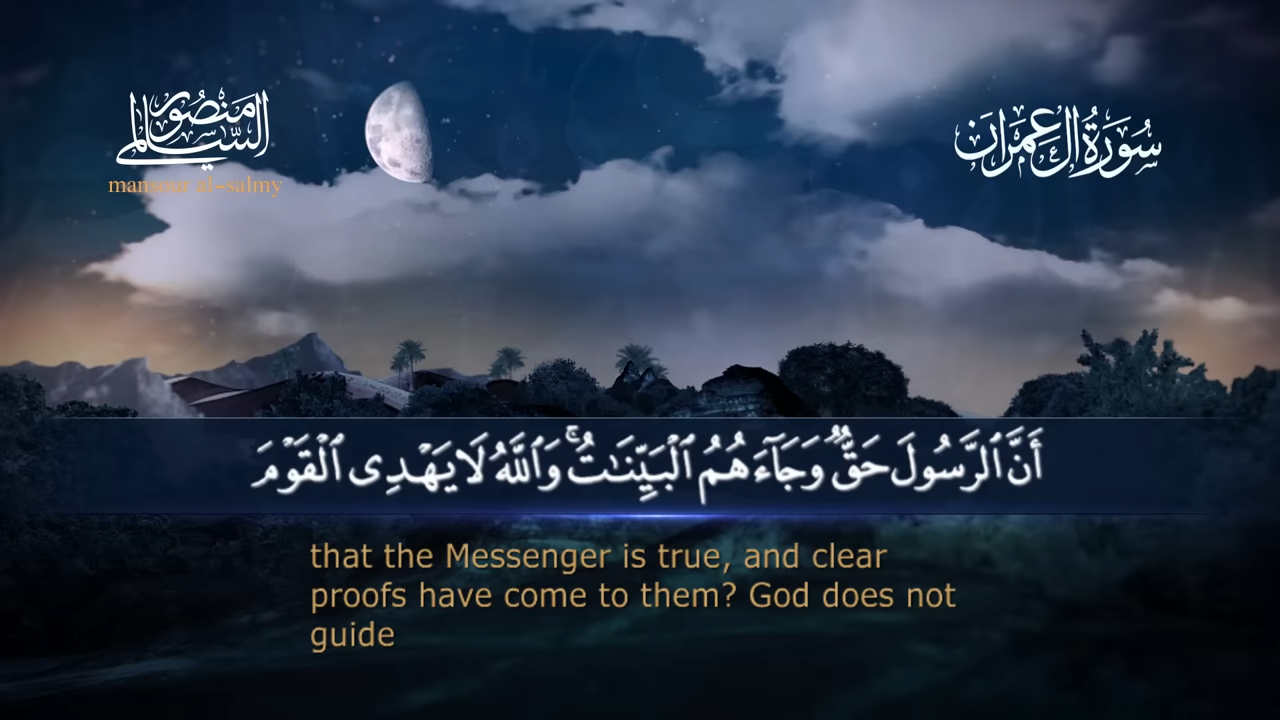 منصور السالمي
mansour al-salmy
سُورَةُ آلِ عِمْرَان
أَنَّ ٱلرَّسُولَ حَقٌّۭ وَجَآءَهُمُ ٱلْبَيِّنَـٰتُ ۚ وَٱللَّهُ لَا يَهْدِى ٱلْقَوْمَ
that the Messenger is true, and clear
proofs have come to them? God does not
guide